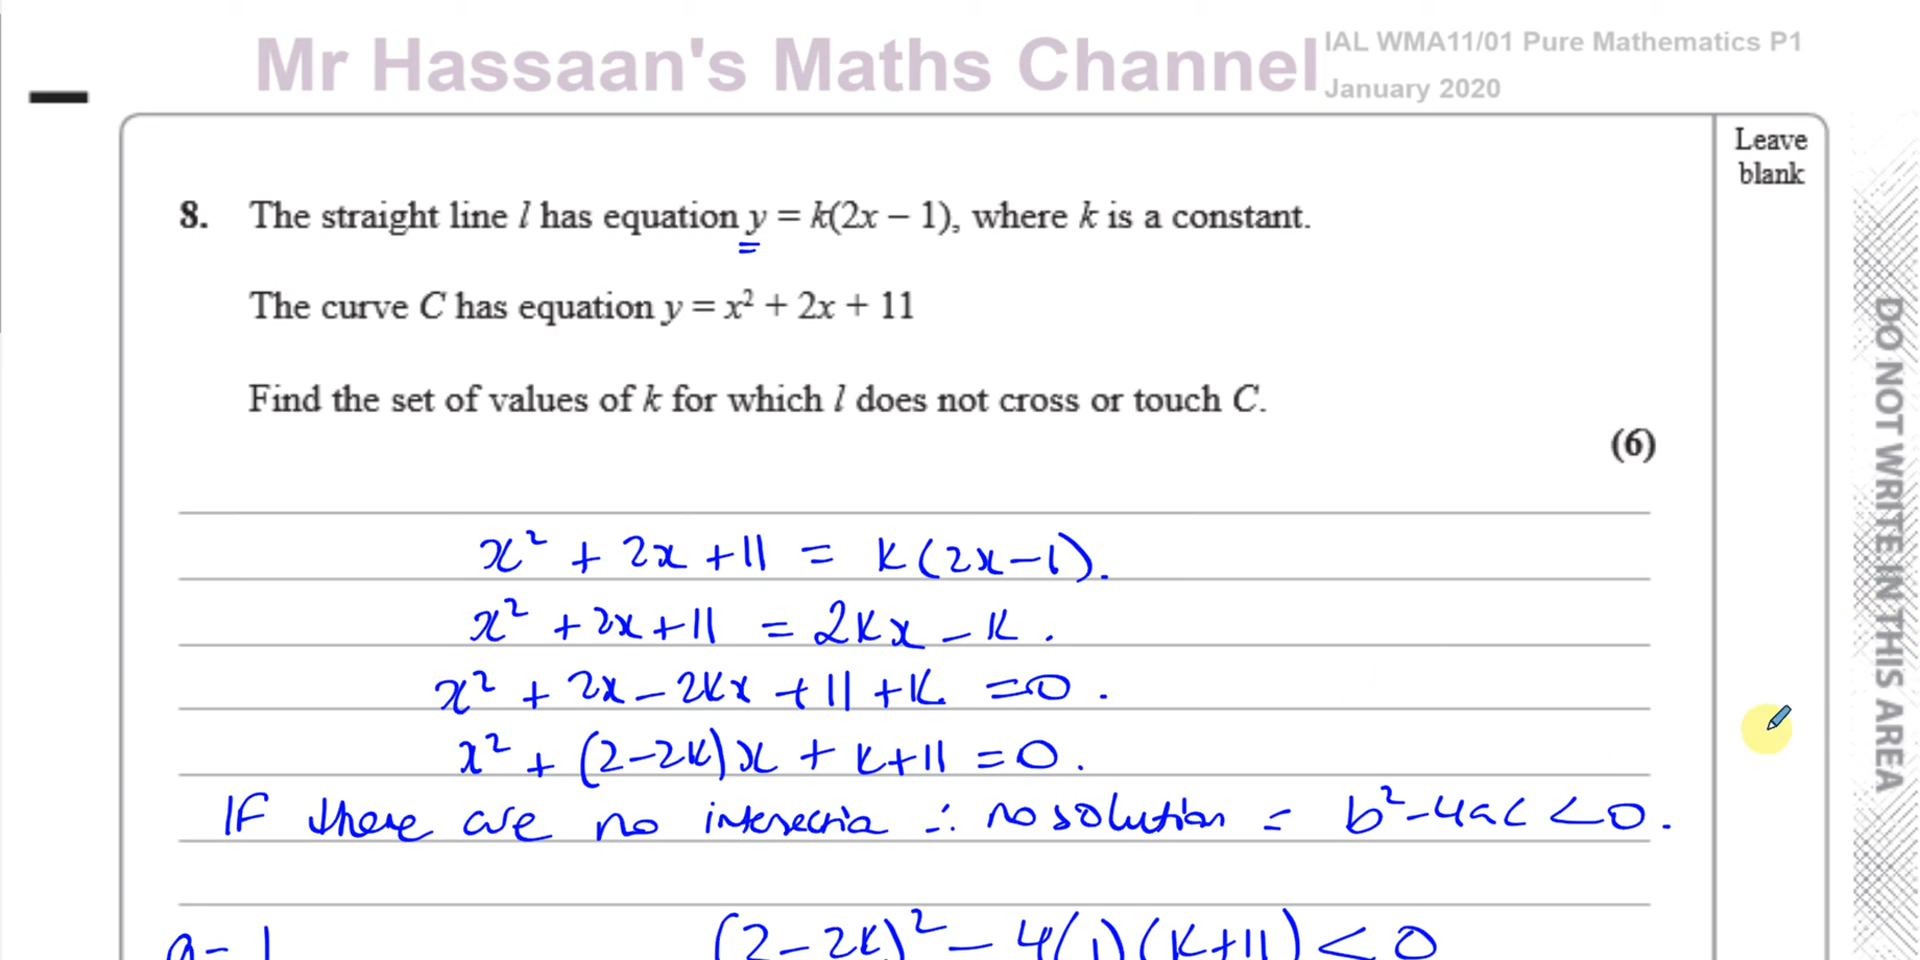 Mr Hassaan's Maths Channel
IAL WMA11/01 Pure Mathematics P1
January 2020
Leave
blank
8. The straight line l has equation y = k(2x – 1), where k is a constant.
The curve C has equation y = x² + 2x + 11
Find the set of values of k for which l does not cross or touch C.
(6)
x² + 2x + 11 = k(2x – 1).
x² + 2x + 11 = 2kx – k.
x² + 2x – 2kx + 11 + k = 0.
x² + (2–2k)x + k+11 = 0.
IF there are no intersection ∴ no solution = b² – 4ac < 0.
a = 1
(2 – 2k)² – 4(1)(k+11) < 0
DO NOT WRITE IN THIS AREA